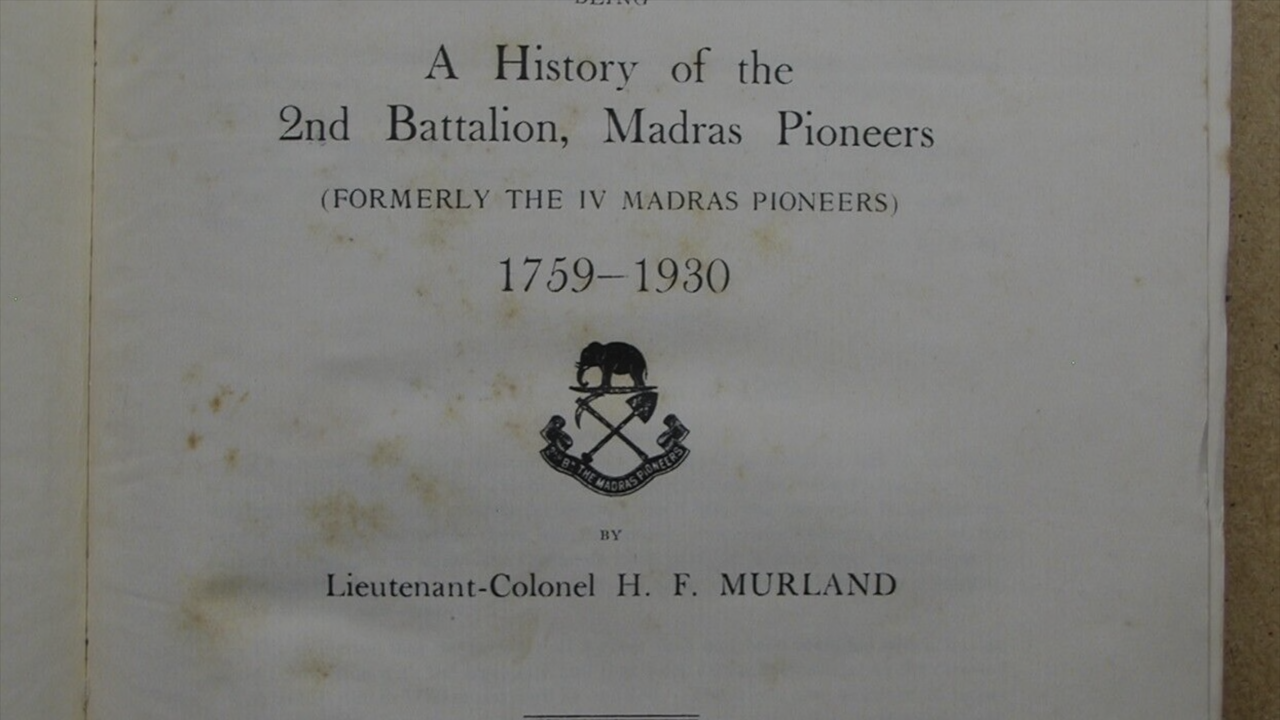 BEING
A History of the
2nd Battalion, Madras Pioneers
(FORMERLY THE IV MADRAS PIONEERS)
1759–1930
2ND BN THE MADRAS PIONEERS
BY
Lieutenant-Colonel H. F. MURLAND